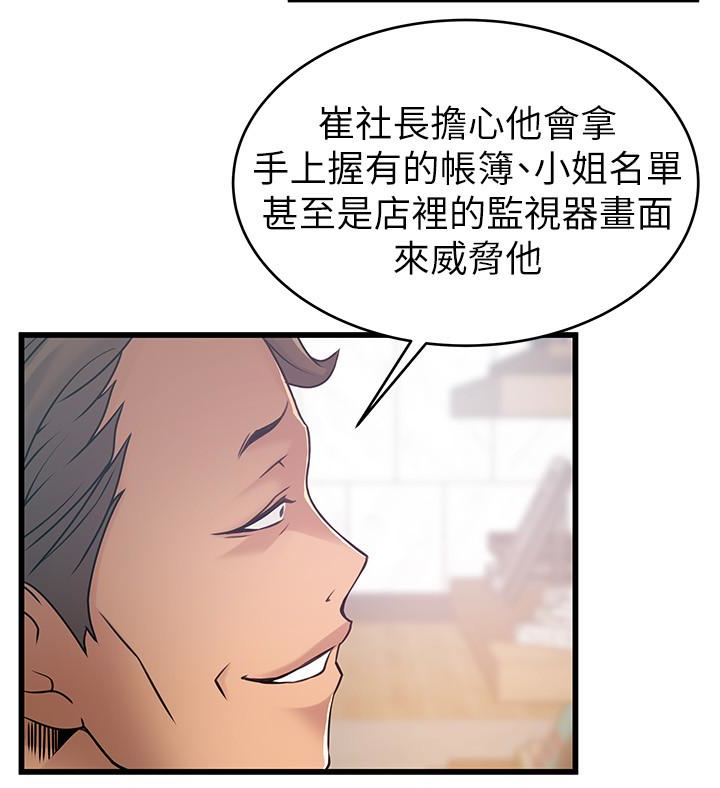 崔社長擔心他會拿
手上握有的帳簿、小姐名單
甚至是店裡的監視器畫面
來威脅他